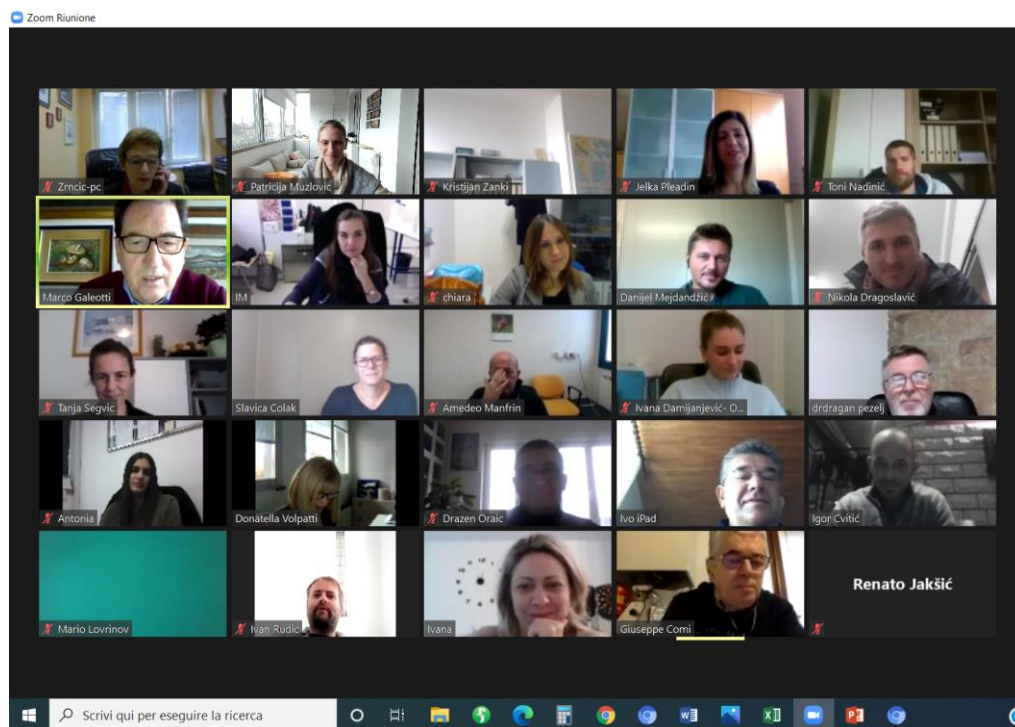 Zoom Riunione
Zrncic-pc
Patricija Muzlovic
Kristijan Zanki
Jelka Pleadin
Toni Nadinić
Marco Galeotti
IM
chiara
Danijel Mejdandžić
Nikola Dragoslavić
Tanja Segvic
Slavica Colak
Amedeo Manfrin
Ivana Damijanjević- O...
drdragan pezelj
Antonia
Donatella Volpatti
Drazen Oraic
Ivo iPad
Igor Cvitić
Renato Jakšić
Mario Lovrinov
Ivan Rudic
Ivana
Giuseppe Comi
Scrivi qui per eseguire la ricerca